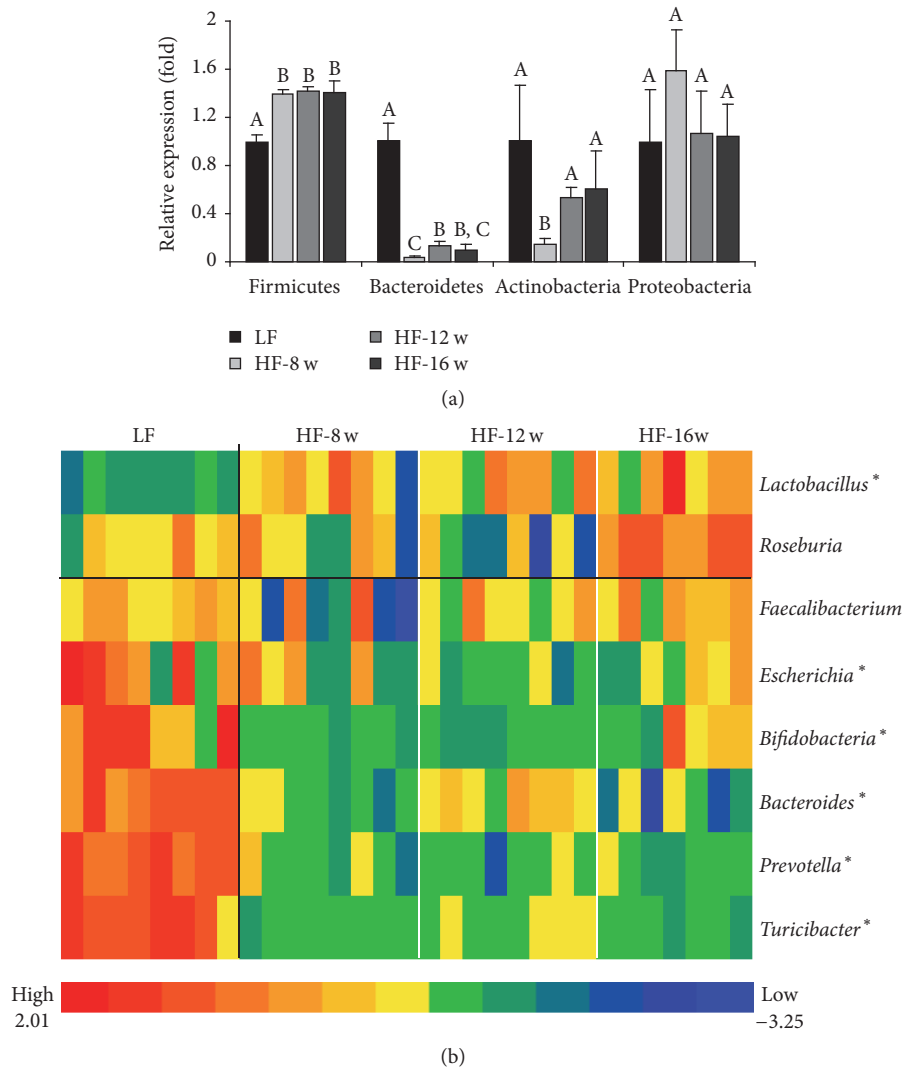 2
1.6
1.2
0.8
0.4
0
Relative expression (fold)
A B B B
A C B B, C
A B A A
A A A A
Firmicutes Bacteroidetes Actinobacteria Proteobacteria
LF HF-12 w
HF-8 w HF-16 w
(a)
LF HF-8 w HF-12 w HF-16w
Lactobacillus *
Roseburia
Faecalibacterium
Escherichia *
Bifidobacteria *
Bacteroides *
Prevotella *
Turicibacter *
High Low
2.01 −3.25
(b)